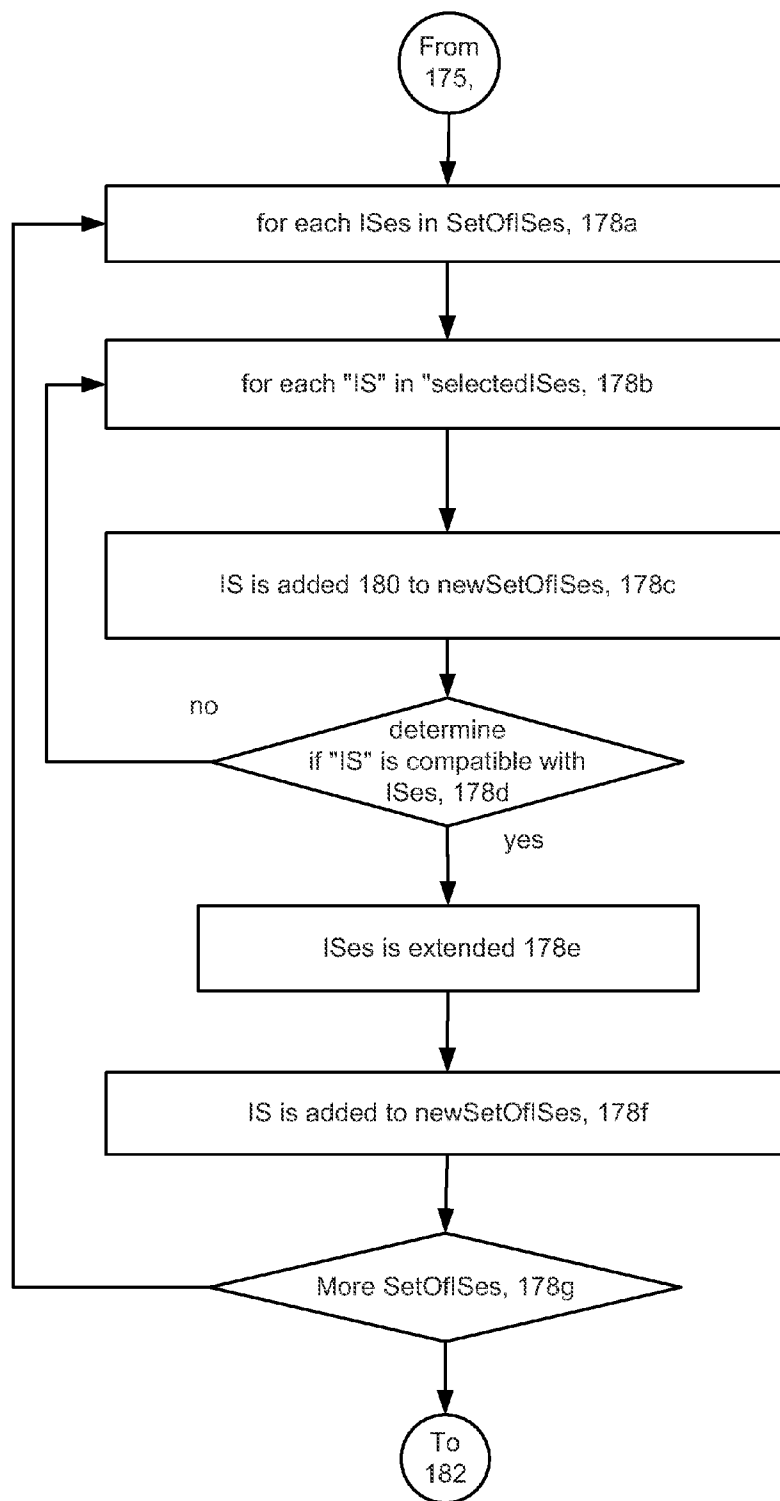 From
175,
for each ISes in SetOfISes, 178a
for each "IS" in "selectedISes, 178b
IS is added 180 to newSetOfISes, 178c
no
determine
if "IS" is compatible with
ISes, 178d
yes
ISes is extended 178e
IS is added to newSetOfISes, 178f
More SetOfISes, 178g
To
182